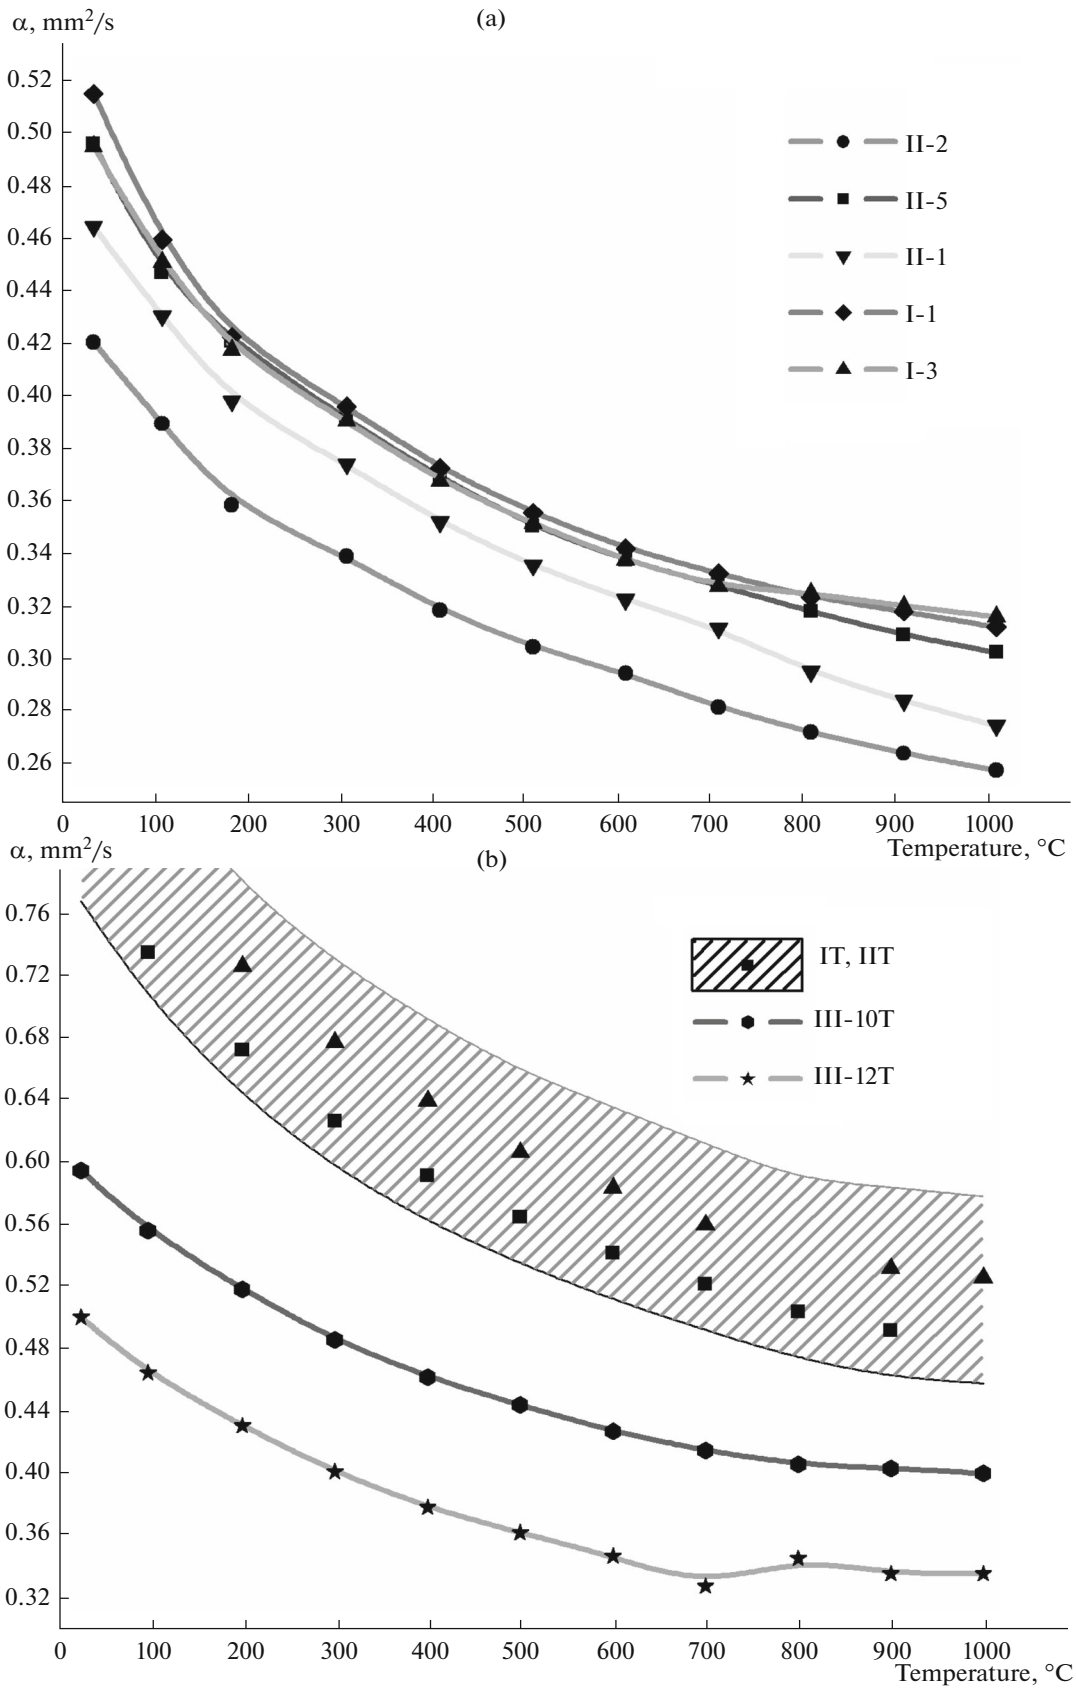 α, mm²/s
(a)
0.52
0.50
0.48
0.46
0.44
0.42
0.40
0.38
0.36
0.34
0.32
0.30
0.28
0.26
II-2
II-5
II-1
I-1
I-3
0 100 200 300 400 500 600 700 800 900 1000
Temperature, °C
α, mm²/s
(b)
0.76
0.72
0.68
0.64
0.60
0.56
0.52
0.48
0.44
0.40
0.36
0.32
IT, IIT
III-10T
III-12T
0 100 200 300 400 500 600 700 800 900 1000
Temperature, °C